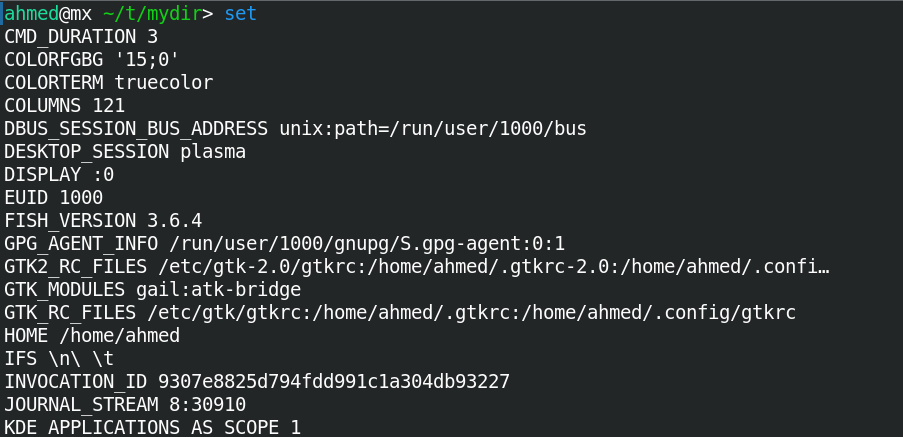 ahmed@mx ~/t/mydir> set
CMD_DURATION 3
COLORFGBG '15;0'
COLORTERM truecolor
COLUMNS 121
DBUS_SESSION_BUS_ADDRESS unix:path=/run/user/1000/bus
DESKTOP_SESSION plasma
DISPLAY :0
EUID 1000
FISH_VERSION 3.6.4
GPG_AGENT_INFO /run/user/1000/gnupg/S.gpg-agent:0:1
GTK2_RC_FILES /etc/gtk-2.0/gtkrc:/home/ahmed/.gtkrc-2.0:/home/ahmed/.confi…
GTK_MODULES gail:atk-bridge
GTK_RC_FILES /etc/gtk/gtkrc:/home/ahmed/.gtkrc:/home/ahmed/.config/gtkrc
HOME /home/ahmed
IFS \n\ \t
INVOCATION_ID 9307e8825d794fdd991c1a304db93227
JOURNAL_STREAM 8:30910
KDE_APPLICATIONS_AS_SCOPE 1